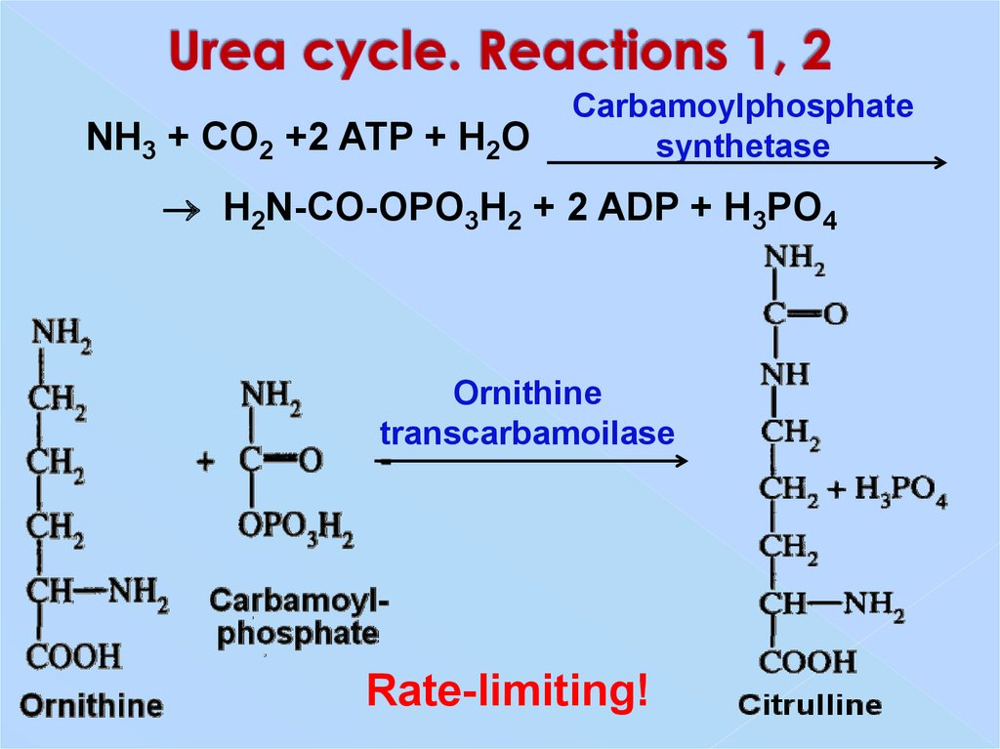 Urea cycle. Reactions 1, 2
NH₃ + CO₂ +2 ATP + H₂O
Carbamoylphosphate
synthetase
→ H₂N-CO-OPO₃H₂ + 2 ADP + H₃PO₄
NH₂
CH₂
CH₂
CH₂
CH—NH₂
COOH
Ornithine
+
NH₂
C═O
OPO₃H₂
Carbamoyl-
phosphate
Ornithine
transcarbamoilase
-
Rate-limiting!
NH₂
C═O
NH
CH₂
CH₂ + H₃PO₄
CH₂
CH—NH₂
COOH
Citrulline